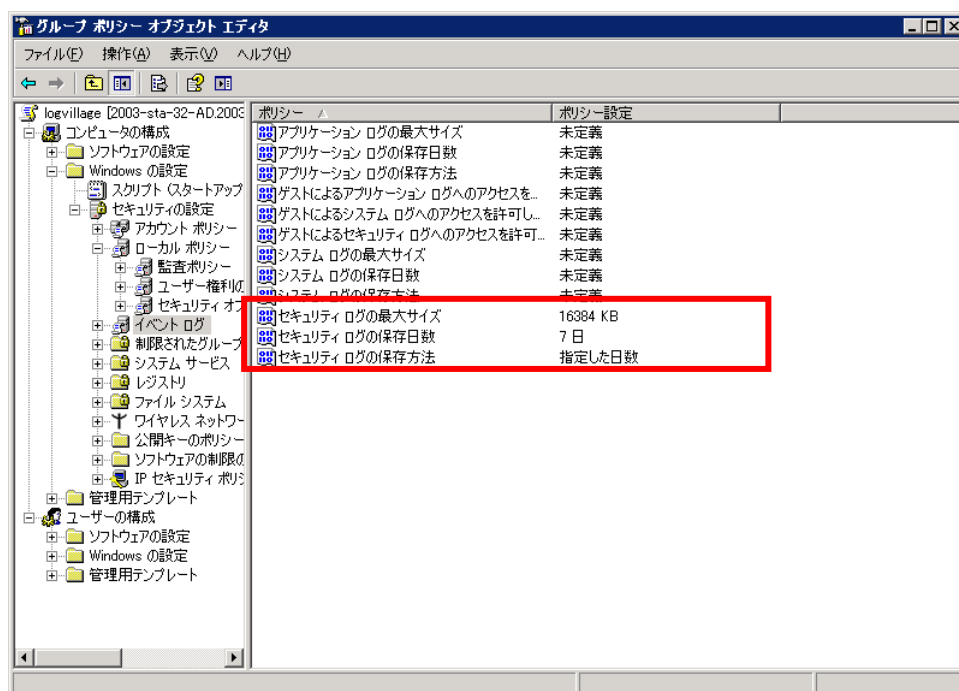 グループ ポリシー オブジェクト エディタ
ファイル(F) 操作(A) 表示(V) ヘルプ(H)
logvillage [2003-sta-32-AD.2003
コンピュータの構成
ソフトウェアの設定
Windows の設定
スクリプト (スタートアップ
セキュリティの設定
アカウント ポリシー
ローカル ポリシー
監査ポリシー
ユーザー権利の
セキュリティ オプ
イベント ログ
制限されたグループ
システム サービス
レジストリ
ファイル システム
ワイヤレス ネットワー
公開キーのポリシー
ソフトウェアの制限の
IP セキュリティ ポリシ
管理用テンプレート
ユーザーの構成
ソフトウェアの設定
Windows の設定
管理用テンプレート
ポリシー ポリシー設定
アプリケーション ログの最大サイズ 未定義
アプリケーション ログの保存日数 未定義
アプリケーション ログの保存方法 未定義
ゲストによるアプリケーション ログへのアクセスを... 未定義
ゲストによるシステム ログへのアクセスを許可し... 未定義
ゲストによるセキュリティ ログへのアクセスを許可... 未定義
システム ログの最大サイズ 未定義
システム ログの保存日数 未定義
システム ログの保存方法 未定義
セキュリティ ログの最大サイズ 16384 KB
セキュリティ ログの保存日数 7 日
セキュリティ ログの保存方法 指定した日数